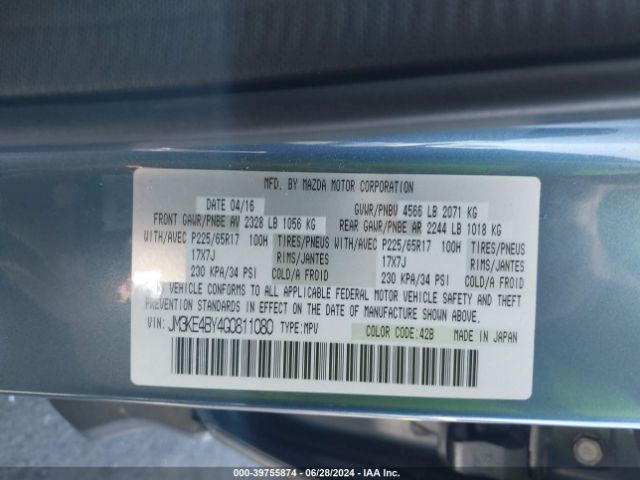 MFD. BY MAZDA MOTOR CORPORATION
DATE 04/16 GVWR/PNBV 4566 LB 2071 KG
FRONT GAWR/PNBE AV 2328 LB 1056 KG REAR GAWR/PNBE AR 2244 LB 1018 KG
WITH/AVEC P225/65R17 100H TIRES/PNEUS WITH/AVEC P225/65R17 100H TIRES/PNEUS
17X7J RIMS/JANTES 17X7J RIMS/JANTES
230 KPA/34 PSI COLD/A FROID 230 KPA/34 PSI COLD/A FROID
THIS VEHICLE CONFORMS TO ALL APPLICABLE FEDERAL MOTOR VEHICLE SAFETY AND THEFT
PREVENTION STANDARDS IN EFFECT ON THE DATE OF MANUFACTURE SHOWN ABOVE.
VIN: JM3KE4BY4G0811080 TYPE:MPV COLOR CODE:42B MADE IN JAPAN
000-39755874 - 06/28/2024 - IAA Inc.